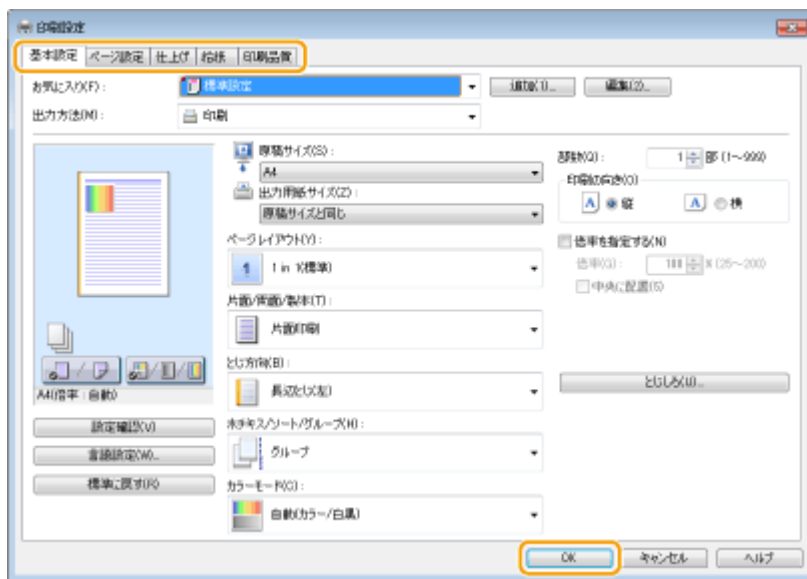 印刷設定
基本設定 ページ設定 仕上げ 給紙 印刷品質
お気に入り(F): 標準設定 追加(1)... 編集(2)...
出力方法(M): 印刷
原稿サイズ(S):
A4
出力用紙サイズ(Z):
原稿サイズと同じ
ページレイアウト(Y):
1 1 in 1(標準)
片面/両面/製本(T):
片面印刷
とじ方向(B):
長辺とじ(左)
ホチキス/ソート/グループ(H):
グループ
カラーモード(C):
自動(カラー/白黒)
A4(倍率:自動)
設定確認(V)
言語設定(W)...
標準に戻す(R)
部数(Q): 1 部 (1~999)
印刷の向き(O)
A 縦 A 横
倍率を指定する(N)
倍率(G): 100 % (25~200)
中央に配置(5)
とじしろ(U)...
OK キャンセル ヘルプ